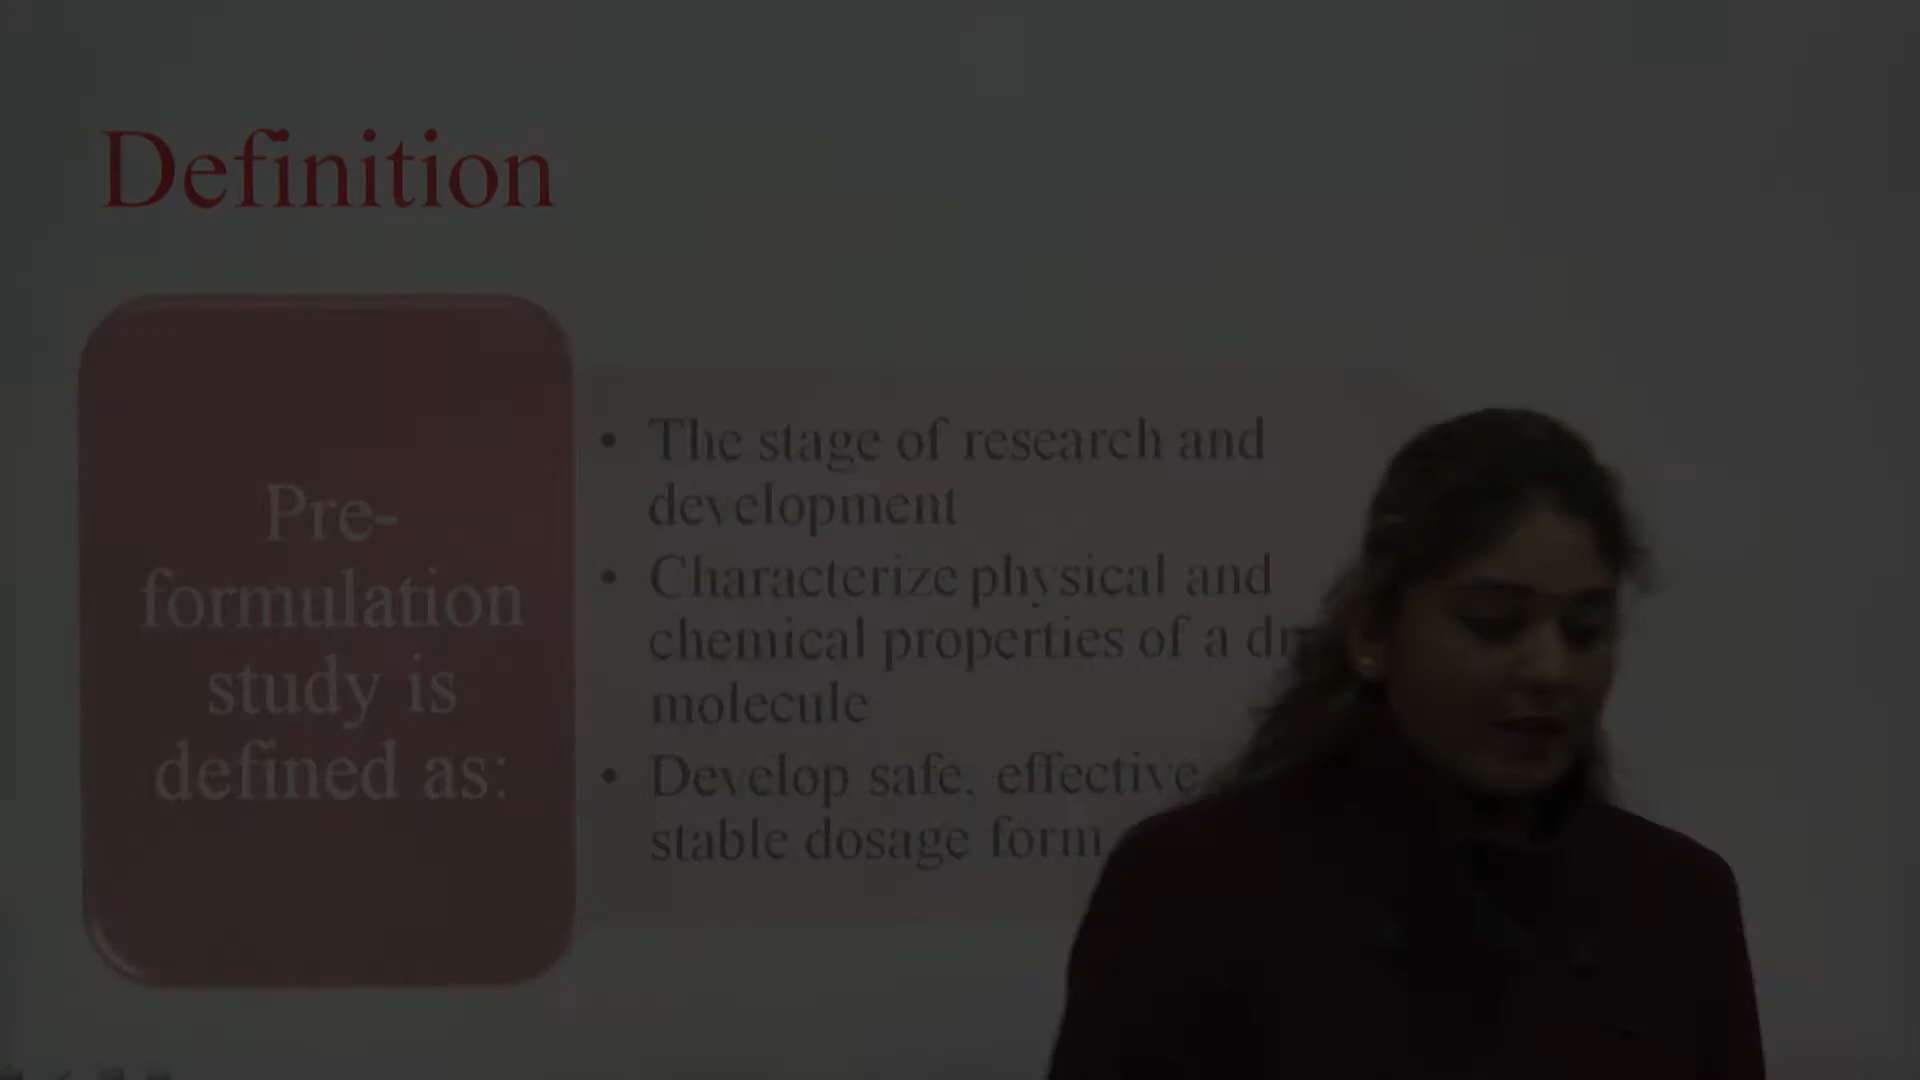 Definition
Pre-
formulation
study is
defined as:
• The stage of research and
development
• Characterize physical and
chemical properties of a
molecule
• Develop safe, effective
stable dosage form